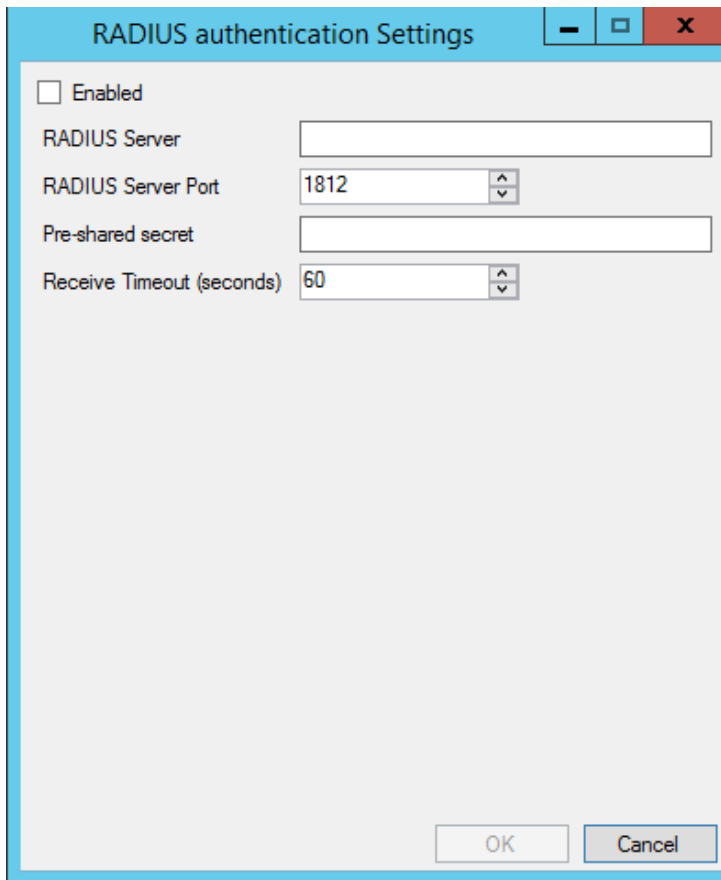 RADIUS authentication Settings
Enabled
RADIUS Server
RADIUS Server Port 1812
Pre-shared secret
Receive Timeout (seconds) 60
OK Cancel